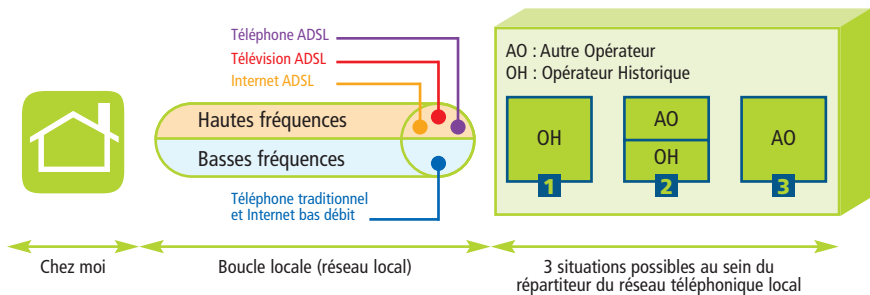 Téléphone ADSL
Télévision ADSL
Internet ADSL
Hautes fréquences
Basses fréquences
Téléphone traditionnel
et Internet bas débit
AO : Autre Opérateur
OH : Opérateur Historique
OH
1
AO
OH
2
AO
3
Chez moi
Boucle locale (réseau local)
3 situations possibles au sein du
répartiteur du réseau téléphonique local